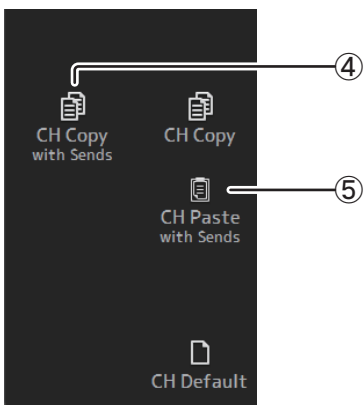 ④
CH Copy
with Sends
CH Copy
⑤
CH Paste
with Sends
CH Default